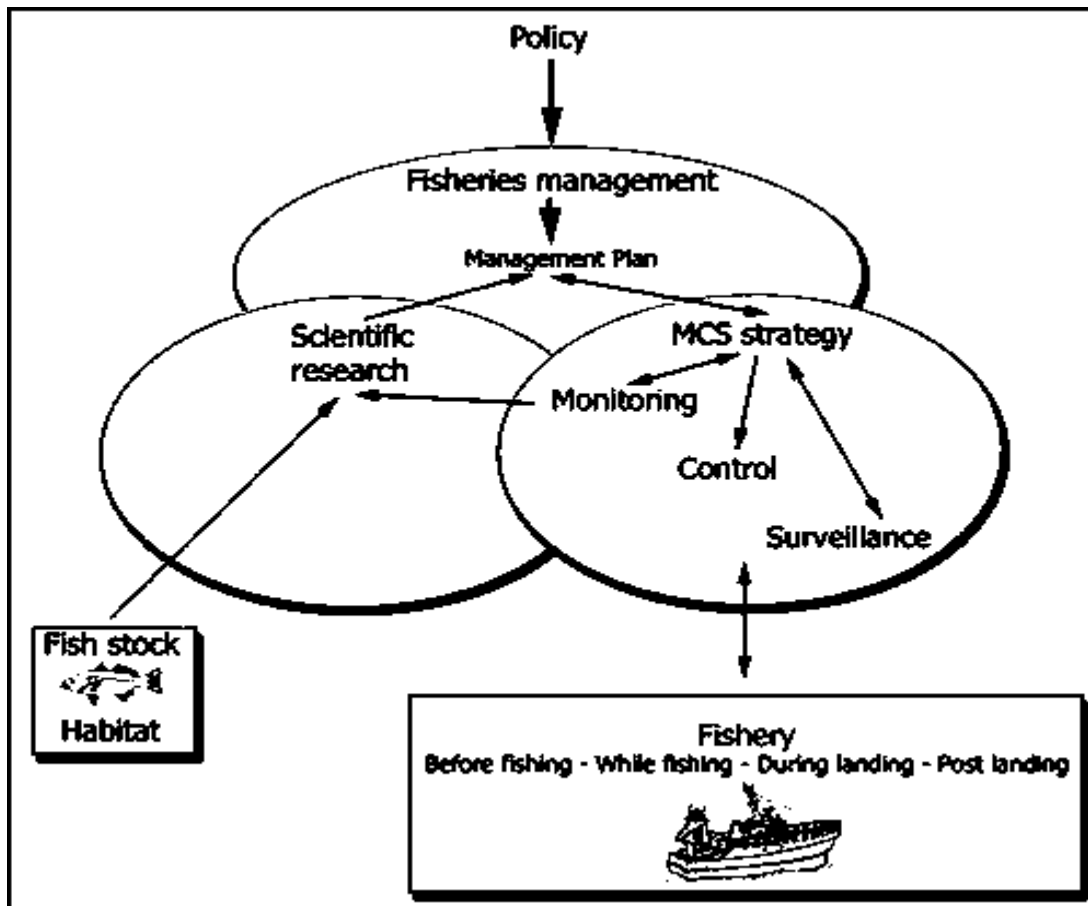 Policy
Fisheries management
Management Plan
Scientific
research
MCS strategy
Monitoring
Control
Surveillance
Fish stock
Habitat
Fishery
Before fishing - While fishing - During landing - Post landing